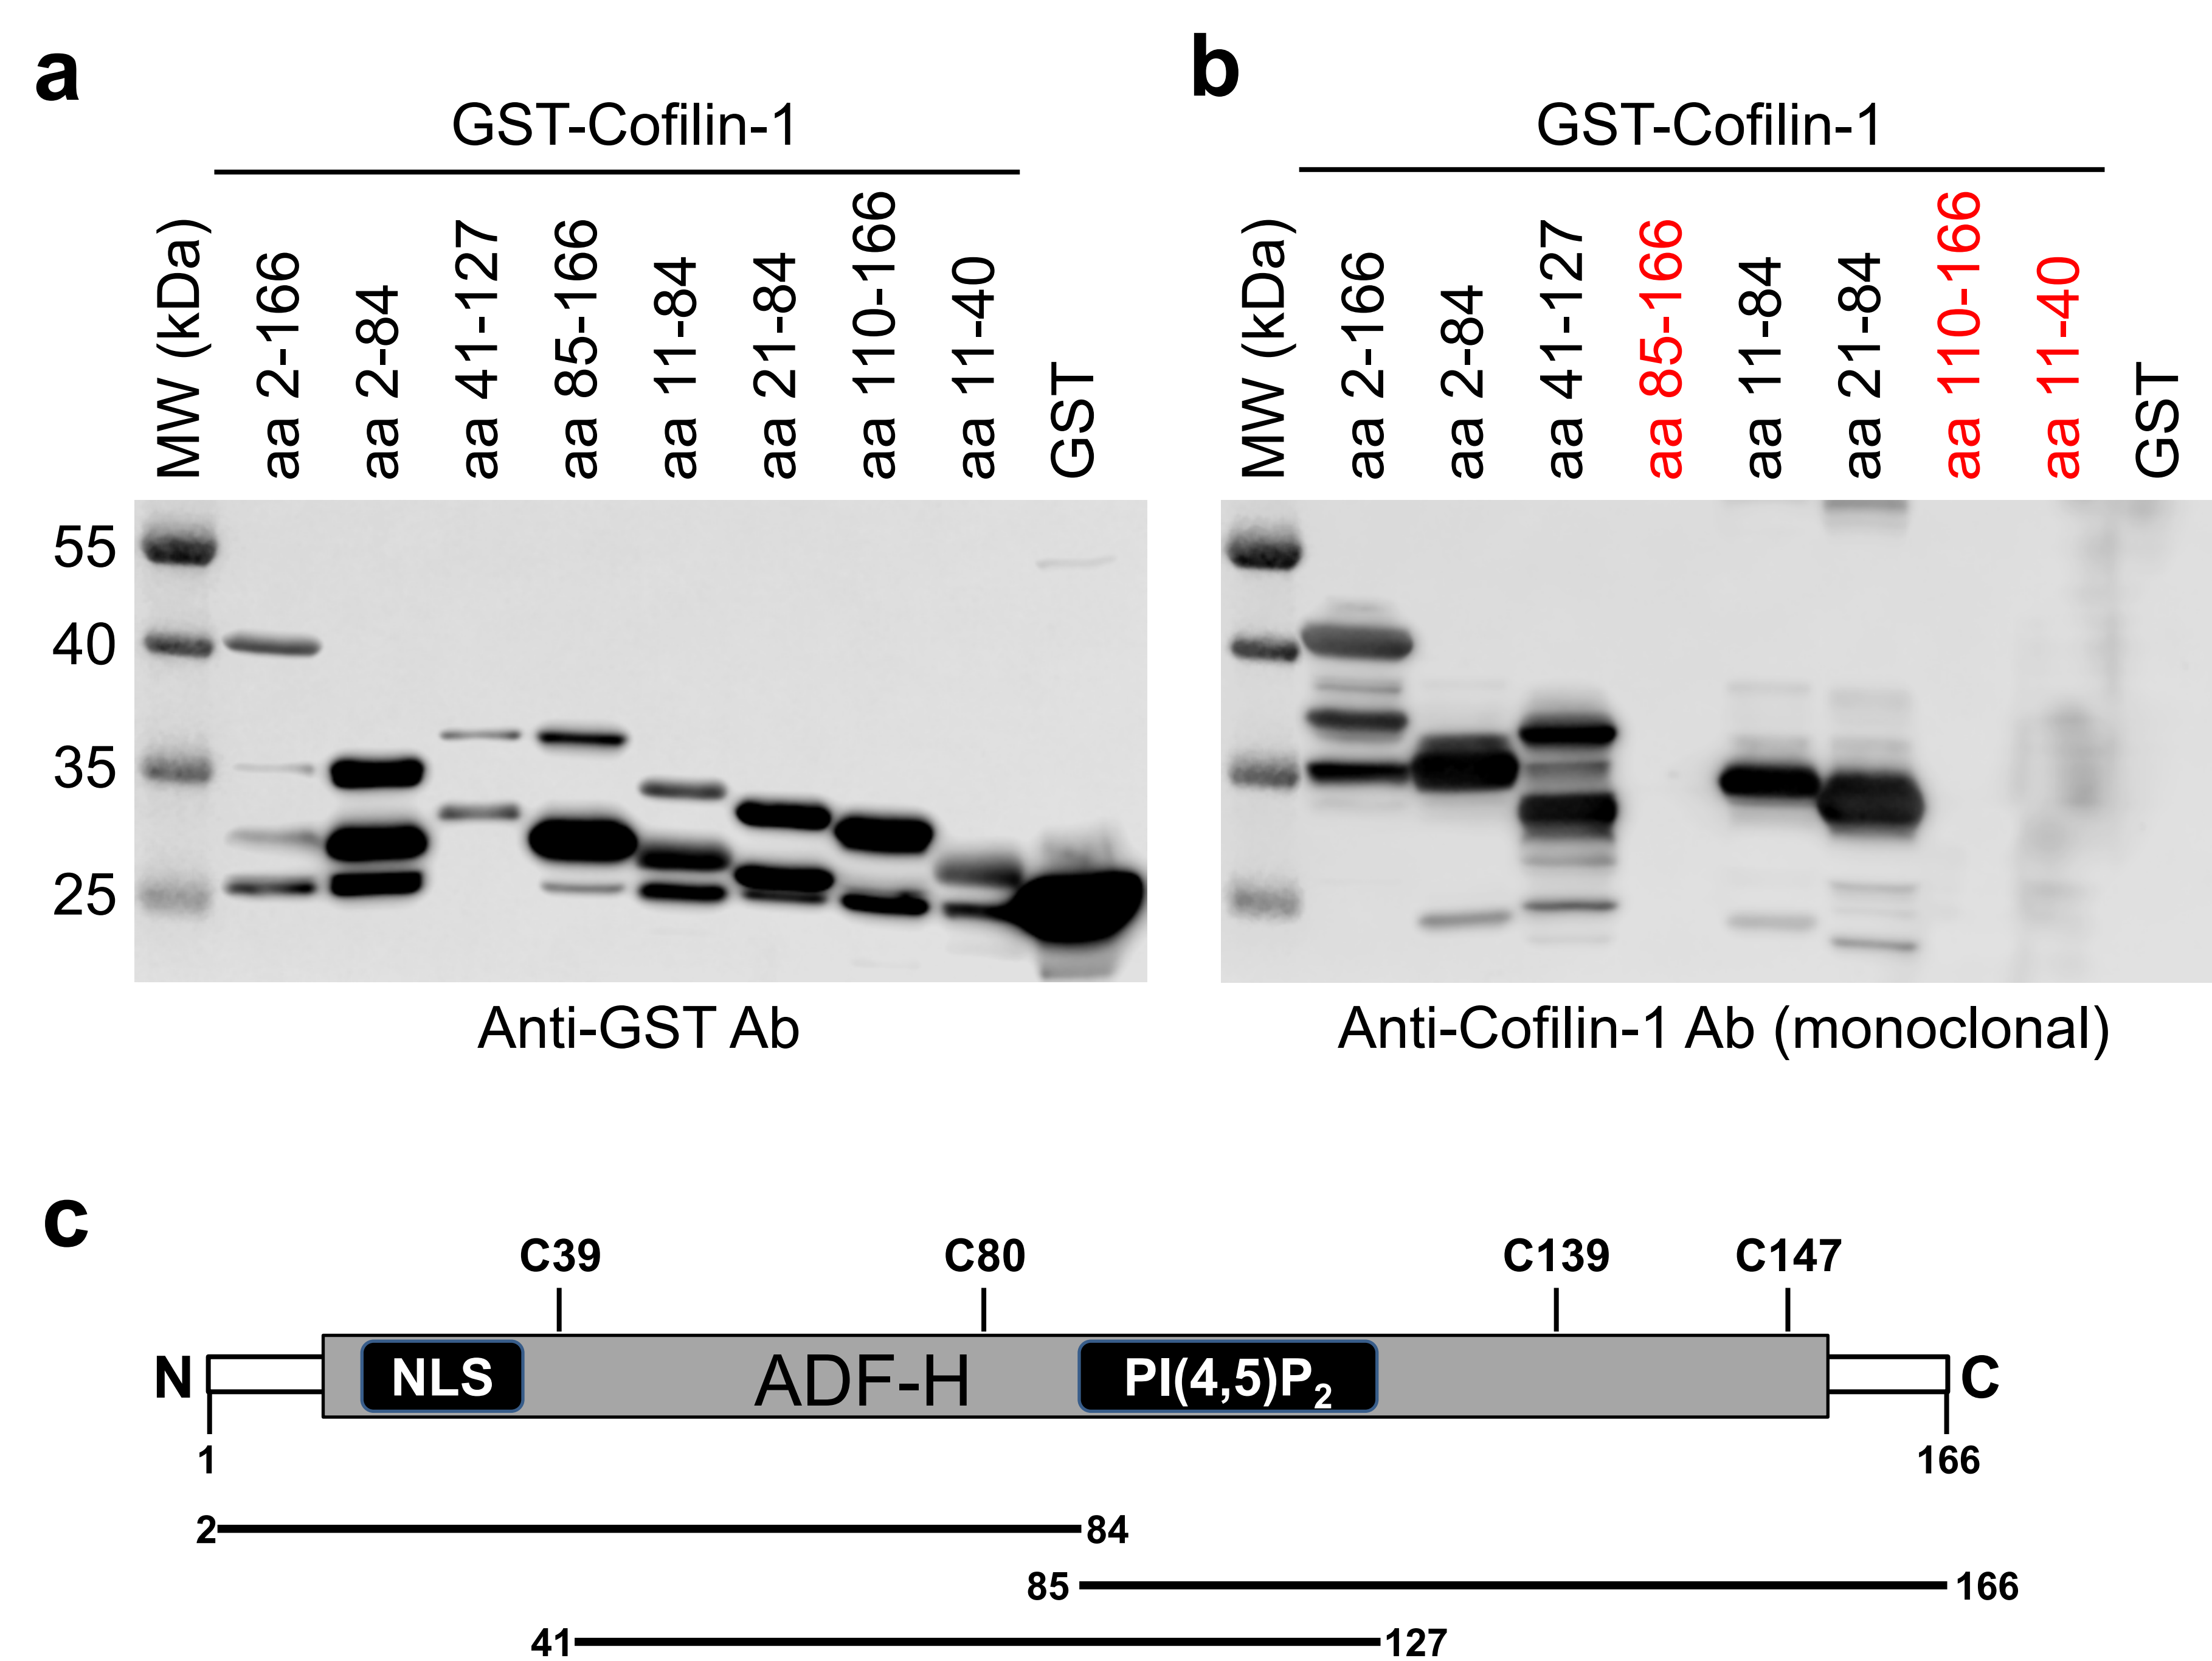 a
GST-Cofilin-1
MW (kDa)
aa 2-166
aa 2-84
aa 41-127
aa 85-166
aa 11-84
aa 21-84
aa 110-166
aa 11-40
GST
55
40
35
25
Anti-GST Ab
b
GST-Cofilin-1
MW (kDa)
aa 2-166
aa 2-84
aa 41-127
aa 85-166
aa 11-84
aa 21-84
aa 110-166
aa 11-40
GST
Anti-Cofilin-1 Ab (monoclonal)
c
C39 C80 C139 C147
N NLS ADF-H PI(4,5)P₂ C
1 166
2 84
85 166
41 127